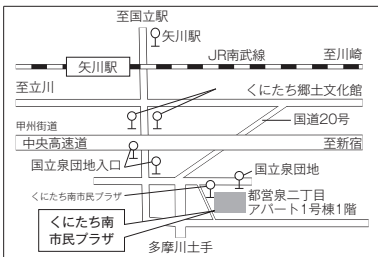 至国立駅
矢川駅
JR南武線
至川崎
矢川駅
至立川
くにたち郷土文化館
国道20号
甲州街道
中央高速道
至新宿
国立泉団地入口
国立泉団地
くにたち南市民プラザ
都営泉二丁目
アパート1号棟1階
くにたち南
市民プラザ
多摩川土手